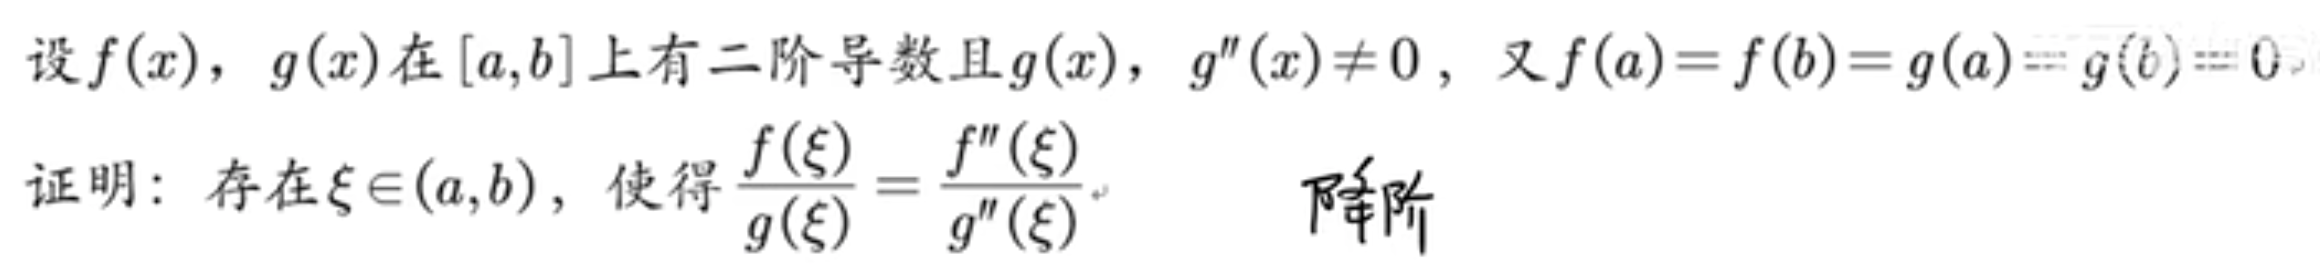 设f(x)，g(x)在[a,b]上有二阶导数且g(x)，g″(x)≠0，又f(a)=f(b)=g(a)=g(b)=0.
证明：存在ξ∈(a,b)，使得f(ξ)/g(ξ)=f″(ξ)/g″(ξ).
降阶